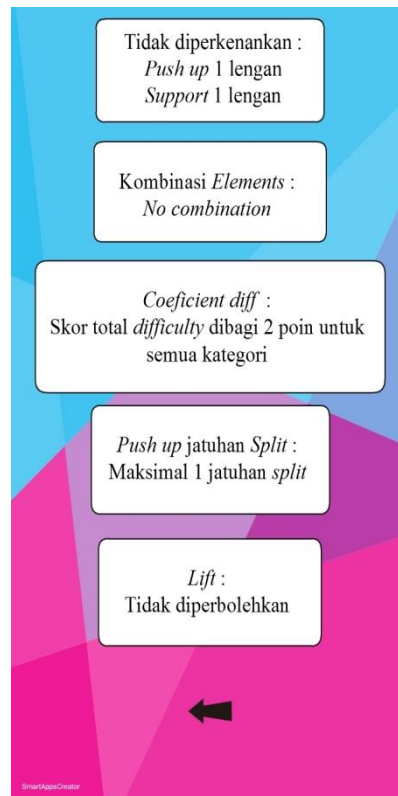 Tidak diperkenankan :
Push up 1 lengan
Support 1 lengan
Kombinasi Elements :
No combination
Coeficient diff :
Skor total difficulty dibagi 2 poin untuk
semua kategori
Push up jatuhan Split :
Maksimal 1 jatuhan split
Lift :
Tidak diperbolehkan
SmartAppsCreator